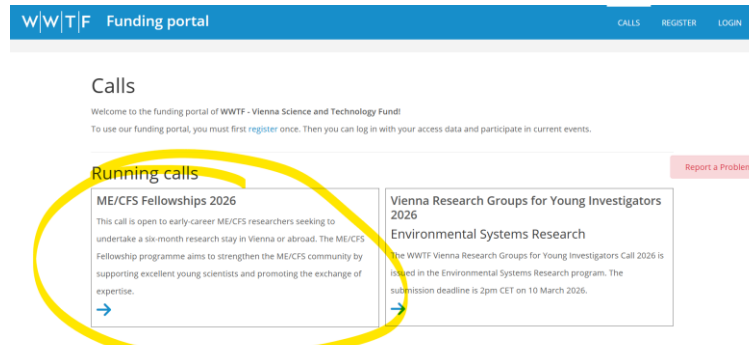 W|W|T|F Funding portal
CALLS REGISTER LOGIN
Calls
Welcome to the funding portal of WWTF - Vienna Science and Technology Fund!
To use our funding portal, you must first register once. Then you can log in with your access data and participate in current events.
Running calls
Report a Problem
ME/CFS Fellowships 2026
This call is open to early-career ME/CFS researchers seeking to
undertake a six-month research stay in Vienna or abroad. The ME/CFS
Fellowship programme aims to strengthen the ME/CFS community by
supporting excellent young scientists and promoting the exchange of
expertise.
Vienna Research Groups for Young Investigators
2026
Environmental Systems Research
The WWTF Vienna Research Groups for Young Investigators Call 2026 is
issued in the Environmental Systems Research program. The
submission deadline is 2pm CET on 10 March 2026.